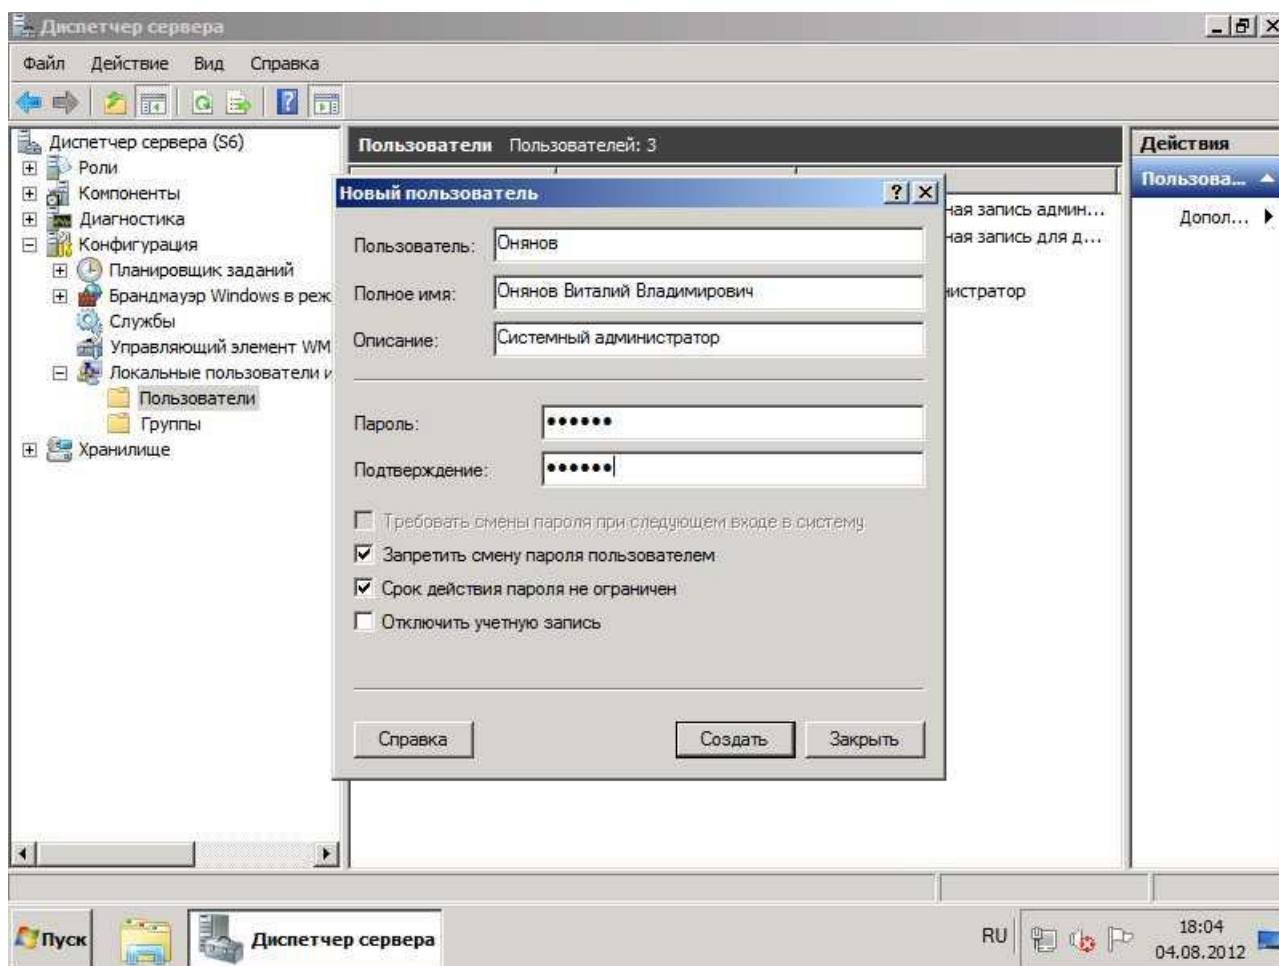 Диспетчер сервера
Файл Действие Вид Справка
Диспетчер сервера (S6)
Роли
Компоненты
Диагностика
Конфигурация
Планировщик заданий
Брандмауэр Windows в реж
Службы
Управляющий элемент WM
Локальные пользователи и
Пользователи
Группы
Хранилище
Пользователи Пользователей: 3
ная запись админ...
ная запись для д...
истратор
Новый пользователь
Пользователь: Онянов
Полное имя: Онянов Виталий Владимирович
Описание: Системный администратор
Пароль: ••••••
Подтверждение: ••••••
Требовать смены пароля при следующем входе в систему
Запретить смену пароля пользователем
Срок действия пароля не ограничен
Отключить учетную запись
Справка Создать Закрыть
Действия
Пользова...
Допол...
Пуск
Диспетчер сервера
RU
18:04
04.08.2012